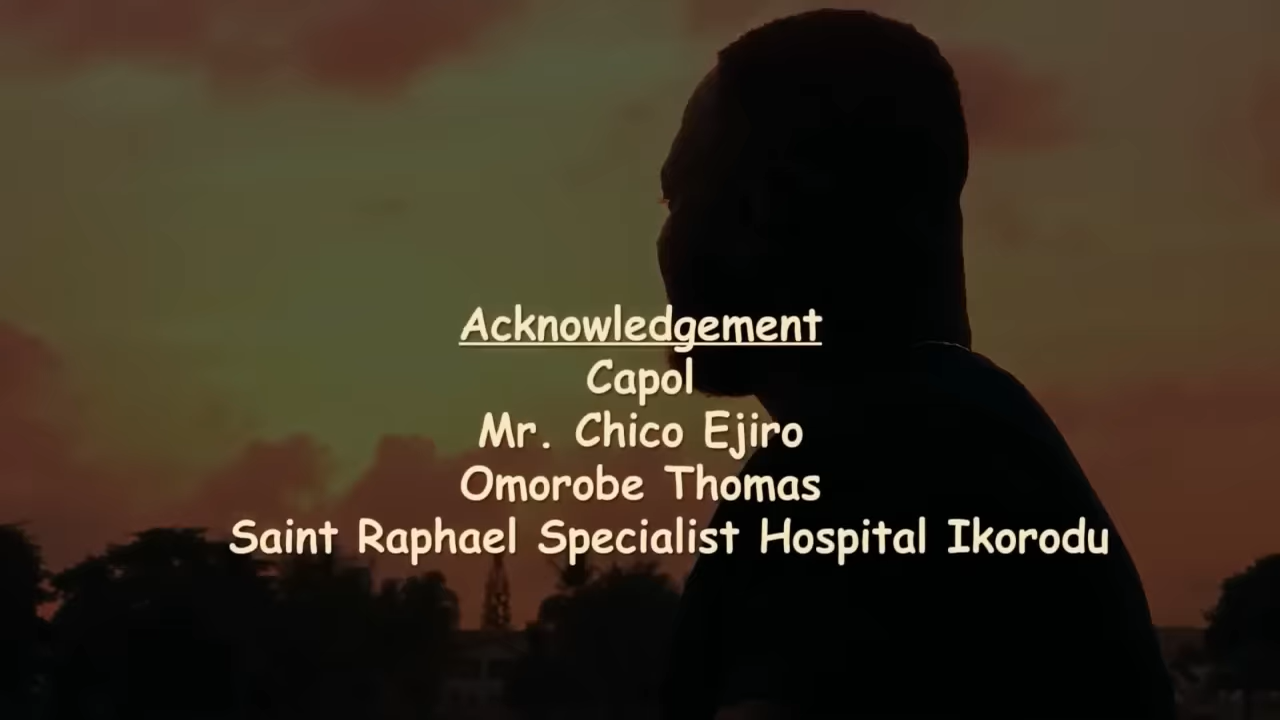 Acknowledgement
Capol
Mr. Chico Ejiro
Omorobe Thomas
Saint Raphael Specialist Hospital Ikorodu